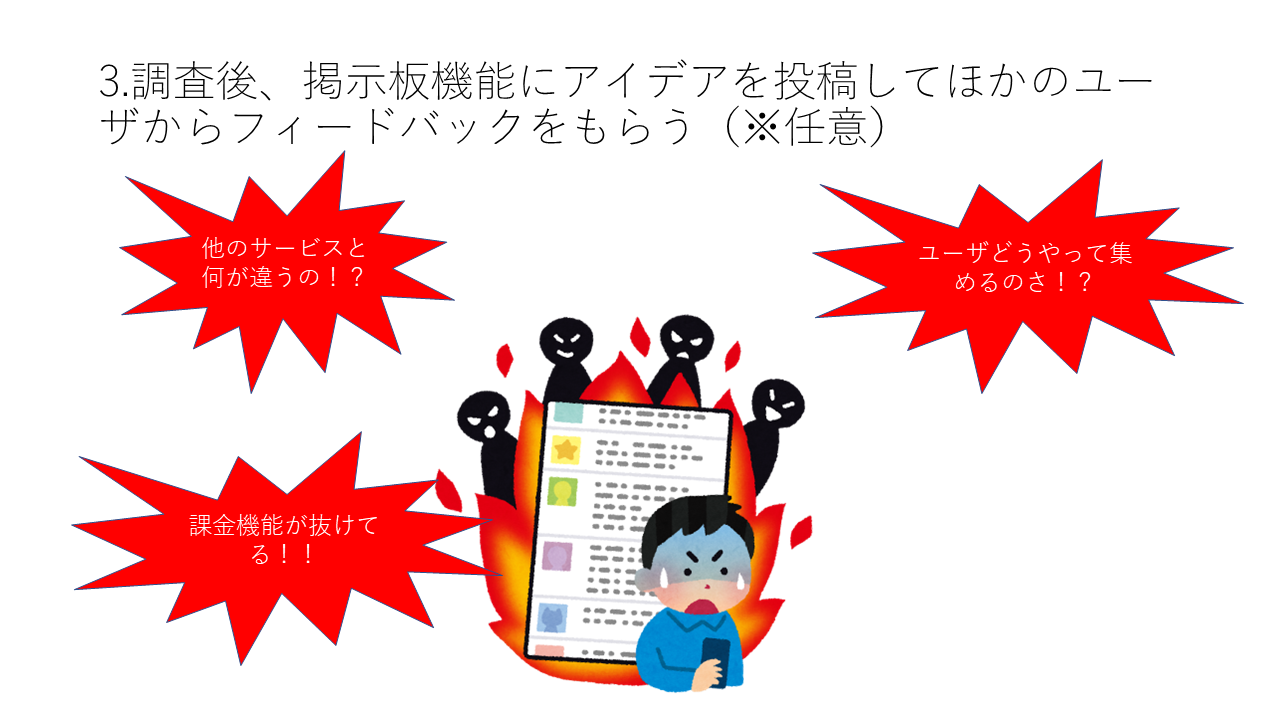 3.調査後、掲示板機能にアイデアを投稿してほかのユー
ザからフィードバックをもらう（※任意）
他のサービスと
何が違うの！？
ユーザどうやって集
めるのさ！？
課金機能が抜けて
る！！